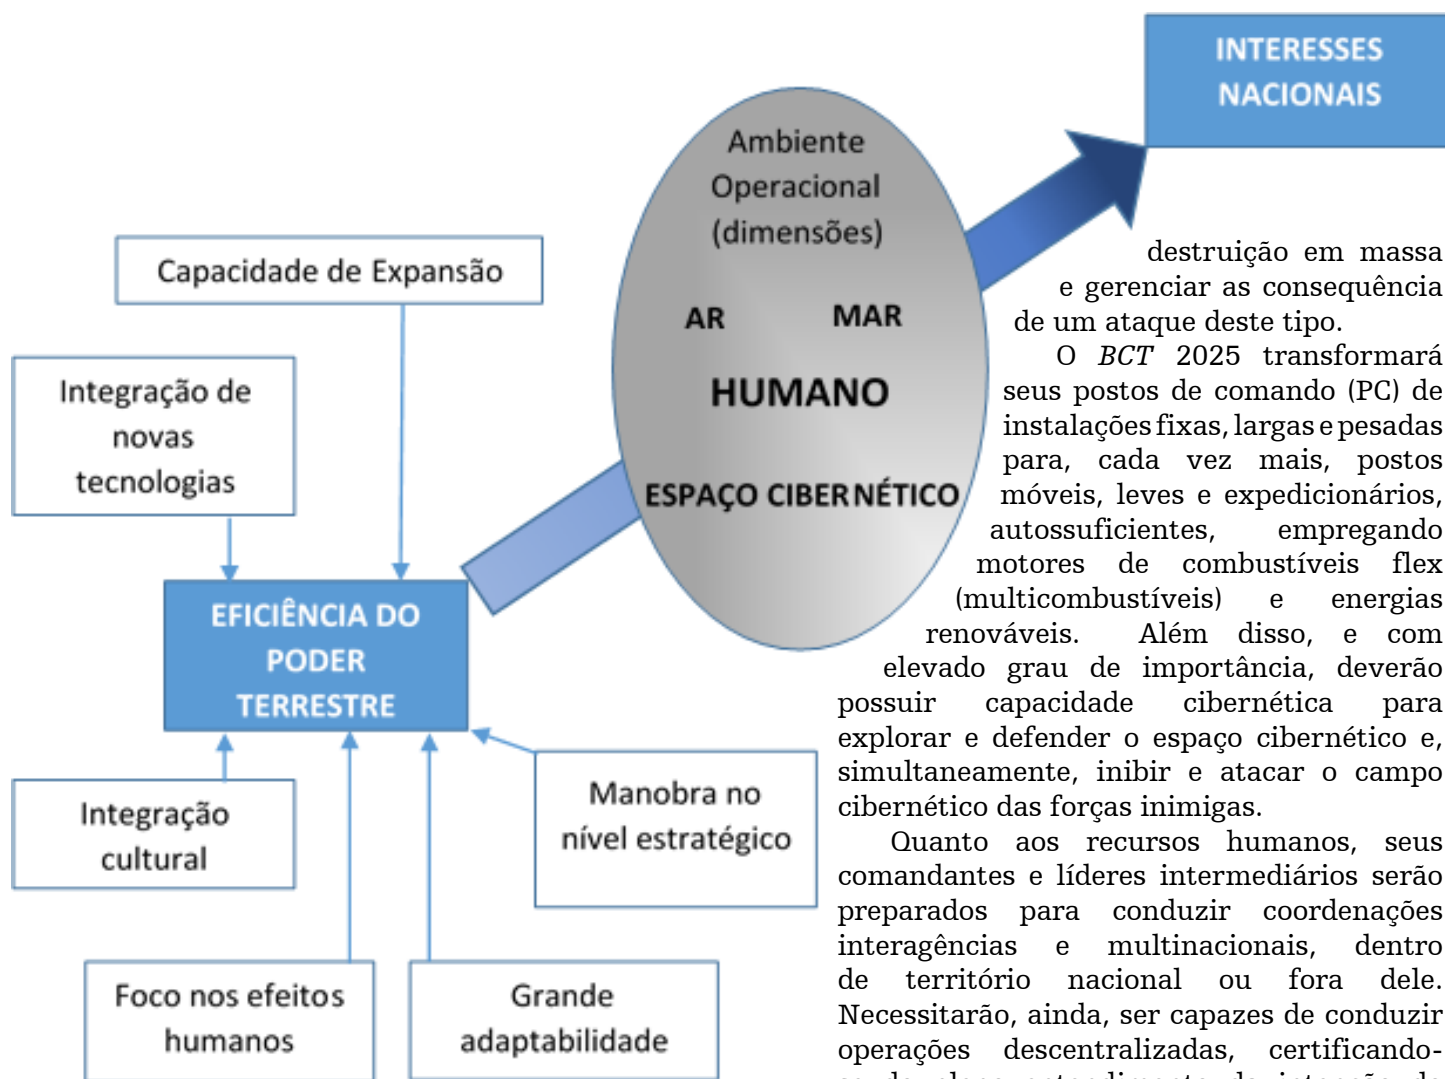 INTERESSES
NACIONAIS
Ambiente
Operacional
(dimensões)
AR MAR
HUMANO
ESPAÇO CIBERNÉTICO
Capacidade de Expansão
Integração de
novas
tecnologias
EFICIÊNCIA DO
PODER
TERRESTRE
Integração
cultural
Manobra no
nível estratégico
Foco nos efeitos
humanos
Grande
adaptabilidade
destruição em massa
e gerenciar as consequência
de um ataque deste tipo.
O BCT 2025 transformará
seus postos de comando (PC) de
instalações fixas, largas e pesadas
para, cada vez mais, postos
móveis, leves e expedicionários,
autossuficientes, empregando
motores de combustíveis flex
(multicombustíveis) e energias
renováveis. Além disso, e com
elevado grau de importância, deverão
possuir capacidade cibernética para
explorar e defender o espaço cibernético e,
simultaneamente, inibir e atacar o campo
cibernético das forças inimigas.
Quanto aos recursos humanos, seus
comandantes e líderes intermediários serão
preparados para conduzir coordenações
interagências e multinacionais, dentro
de território nacional ou fora dele.
Necessitarão, ainda, ser capazes de conduzir
operações descentralizadas, certificando-